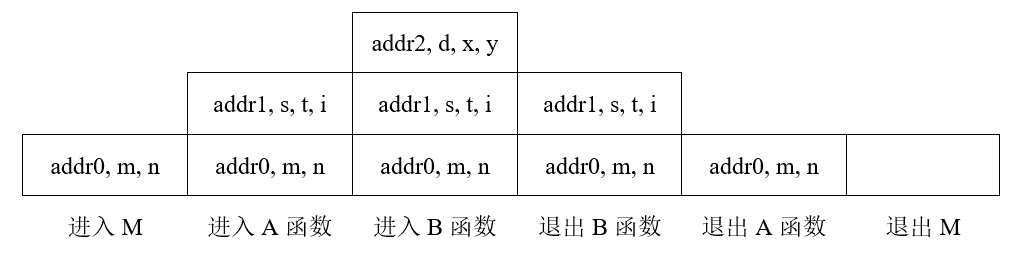 addr2, d, x, y
addr1, s, t, i addr1, s, t, i addr1, s, t, i
addr0, m, n addr0, m, n addr0, m, n addr0, m, n addr0, m, n
进入 M 进入 A 函数 进入 B 函数 退出 B 函数 退出 A 函数 退出 M